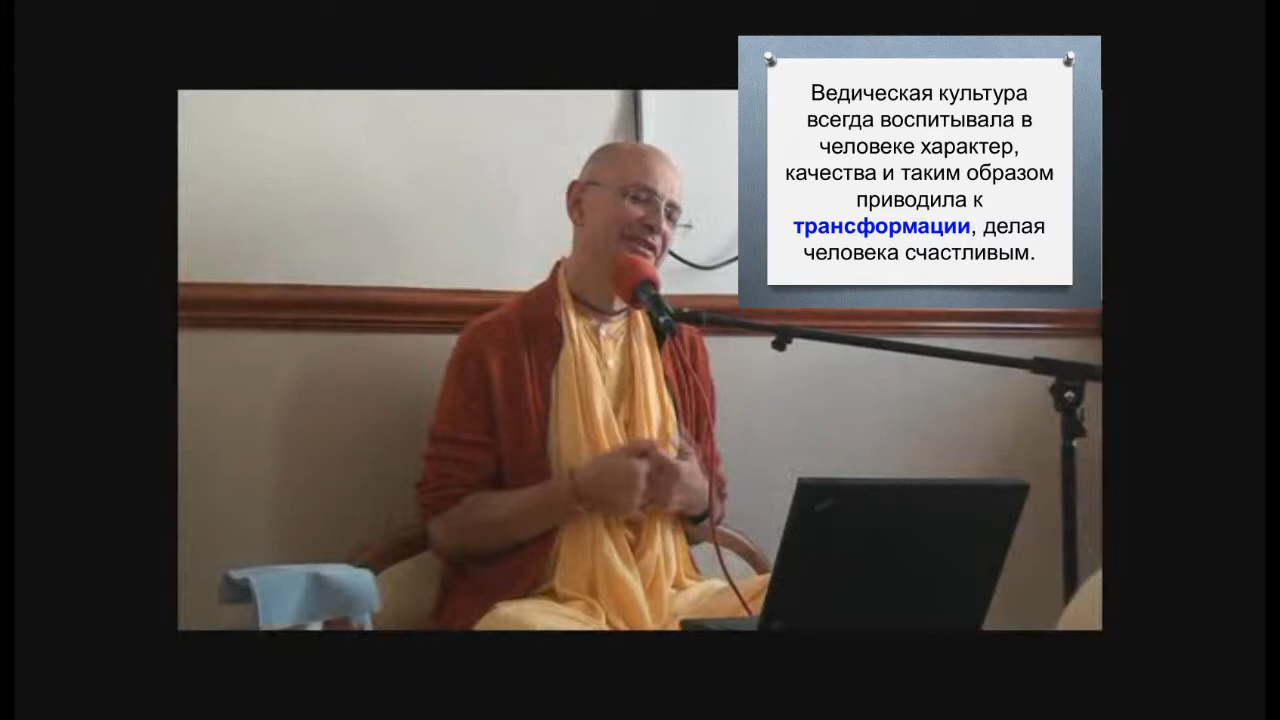 Ведическая культура
всегда воспитывала в
человеке характер,
качества и таким образом
приводила к
трансформации, делая
человека счастливым.